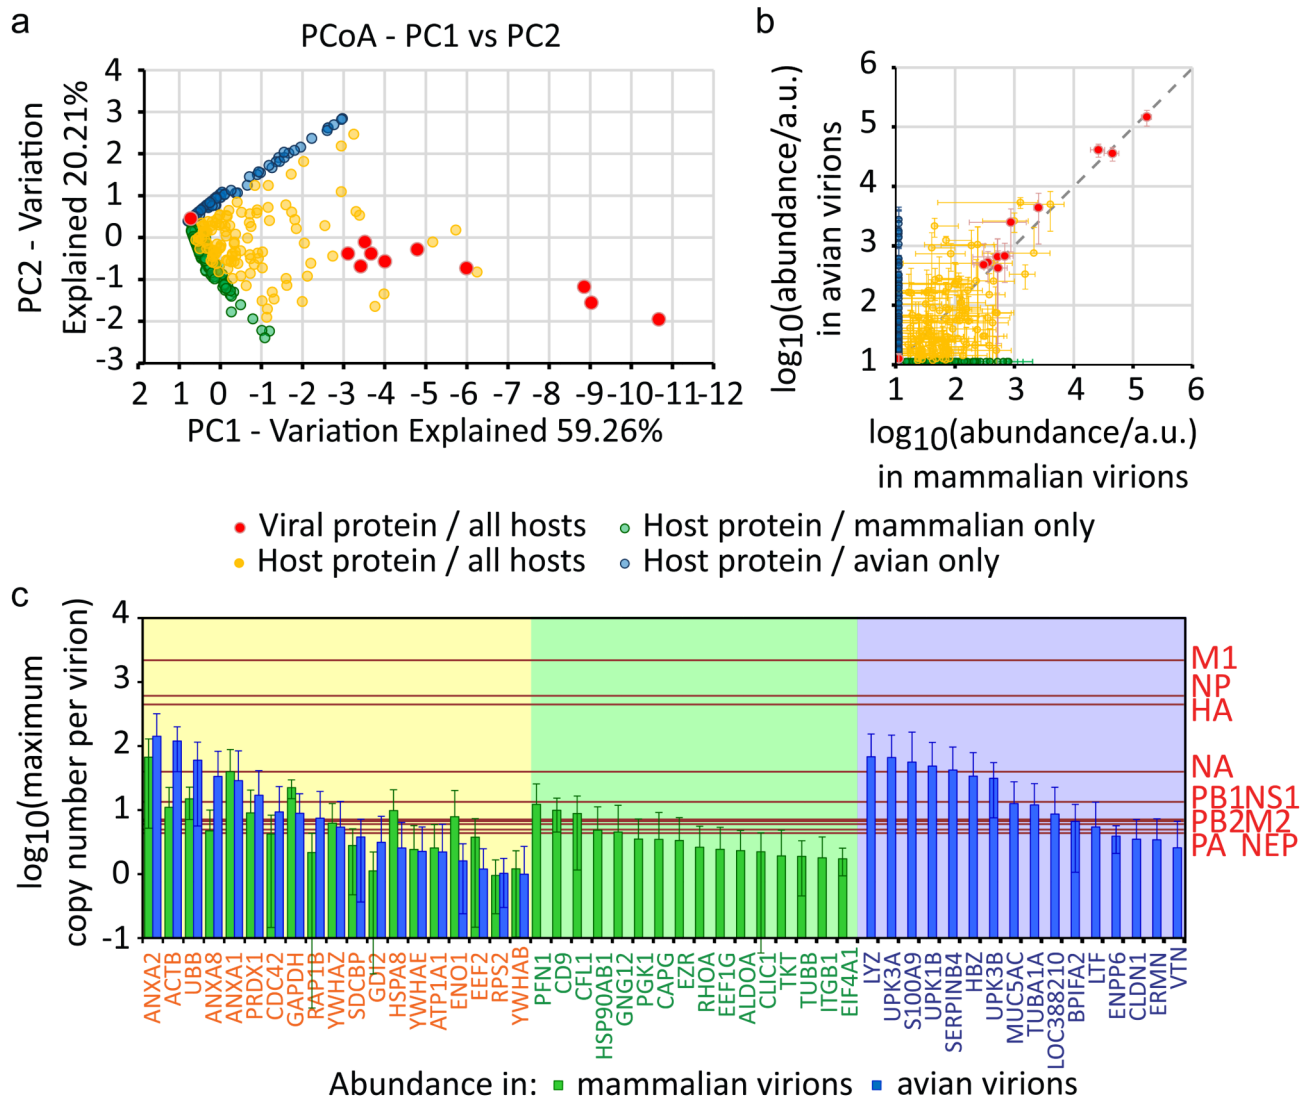 a
PCoA - PC1 vs PC2
PC2 - Variation
Explained 20.21%
4
3
2
1
0
-1
-2
-3
2 1 0 -1 -2 -3 -4 -5 -6 -7 -8 -9 -10 -11 -12
PC1 - Variation Explained 59.26%
b
log10(abundance/a.u.)
in avian virions
6
5
4
3
2
1
1 2 3 4 5 6
log10(abundance/a.u.)
in mammalian virions
Viral protein / all hosts
Host protein / mammalian only
Host protein / all hosts
Host protein / avian only
c
log10(maximum
copy number per virion)
4
3
2
1
0
-1
M1
NP
HA
NA
PB1 NS1
PB2 M2
PA NEP
ANXA2
ACTB
UBB
ANXA8
ANXA1
PRDX1
CDC42
GAPDH
RAP1B
YWHAZ
SDCBP
GDI2
HSPA8
YWHAE
ATP1A1
ENO1
EEF2
RPS2
YWHAB
PFN1
CD9
CFL1
HSP90AB1
GNG12
PGK1
CAPG
EZR
RHOA
EEF1G
ALDOA
CLIC1
TKT
TUBB
ITGB1
EIF4A1
LYZ
UPK3A
S100A9
UPK1B
SERPINB4
HBZ
UPK3B
MUC5AC
TUBA1A
LOC388210
BPIFA2
LTF
ENPP6
CLDN1
ERMN
VTN
Abundance in: mammalian virions avian virions